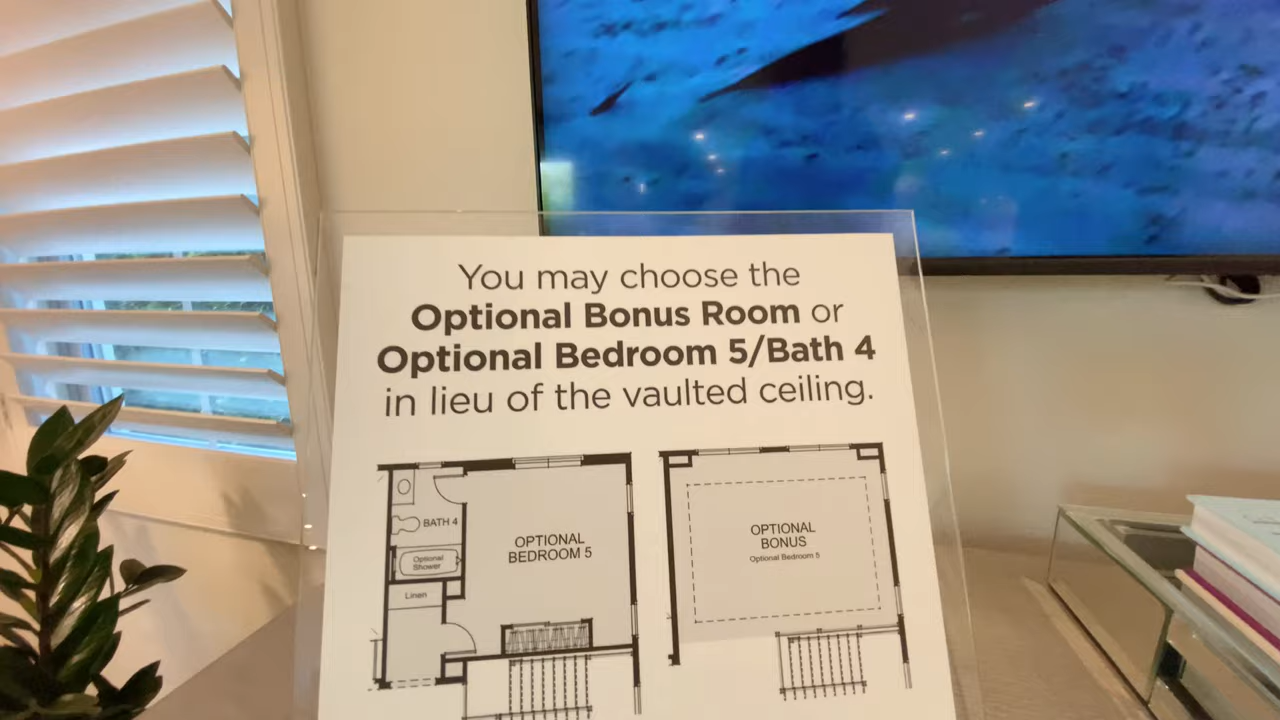 You may choose the
Optional Bonus Room or
Optional Bedroom 5/Bath 4
in lieu of the vaulted ceiling.
BATH 4
Optional
Shower
Linen
OPTIONAL
BEDROOM 5
OPTIONAL
BONUS
Optional Bedroom 5